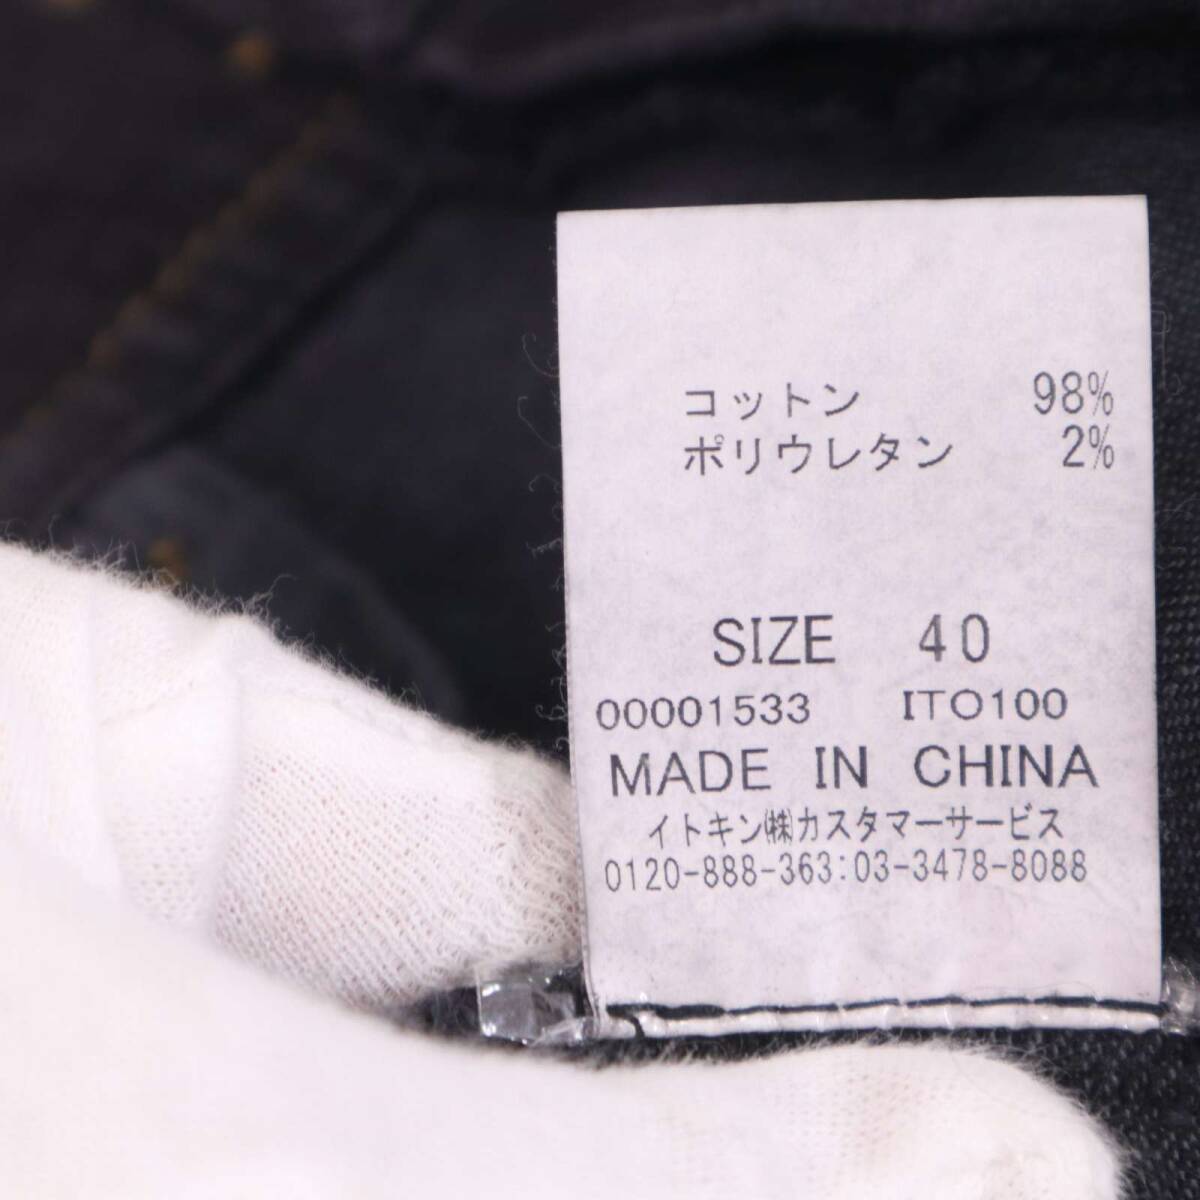 コットン 98%
ポリウレタン 2%
SIZE 40
00001533 ITO100
MADE IN CHINA
イトキン㈱カスタマーサービス
0120-888-363:03-3478-8088